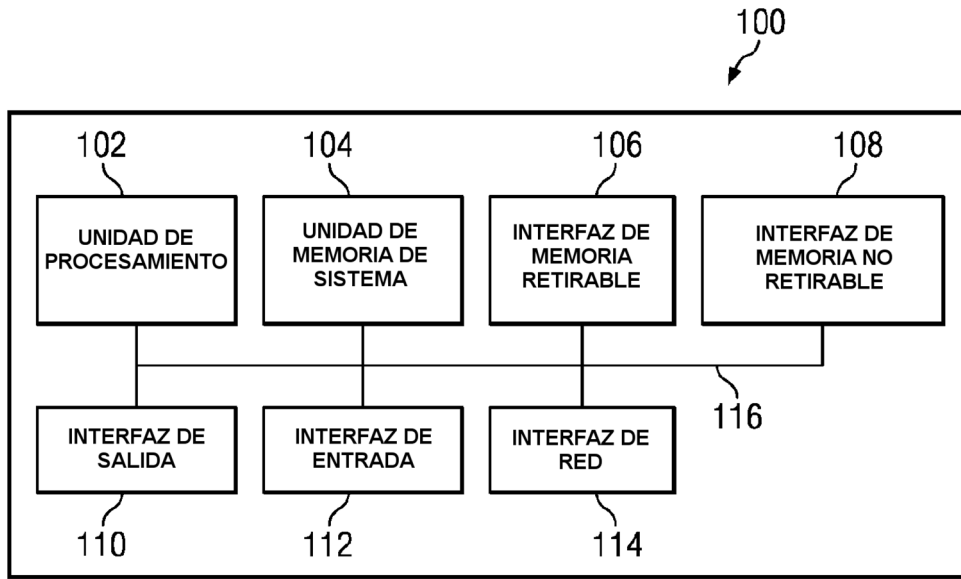 100
102
104
106
108
UNIDAD DE
PROCESAMIENTO
UNIDAD DE
MEMORIA DE
SISTEMA
INTERFAZ DE
MEMORIA
RETIRABLE
INTERFAZ DE
MEMORIA NO
RETIRABLE
116
INTERFAZ DE
SALIDA
INTERFAZ DE
ENTRADA
INTERFAZ DE
RED
110
112
114